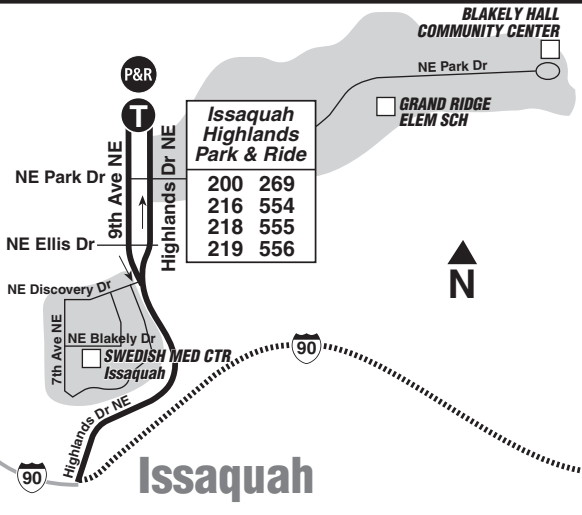 BLAKELY HALL
COMMUNITY CENTER
NE Park Dr
P&R
GRAND RIDGE
ELEM SCH
T
Issaquah
Highlands
Park & Ride
200 269
216 554
218 555
219 556
9th Ave NE
Highlands Dr NE
NE Park Dr
NE Ellis Dr
N
NE Discovery Dr
7th Ave NE
NE Blakely Dr
SWEDISH MED CTR
Issaquah
90
Highlands Dr NE
90
Issaquah